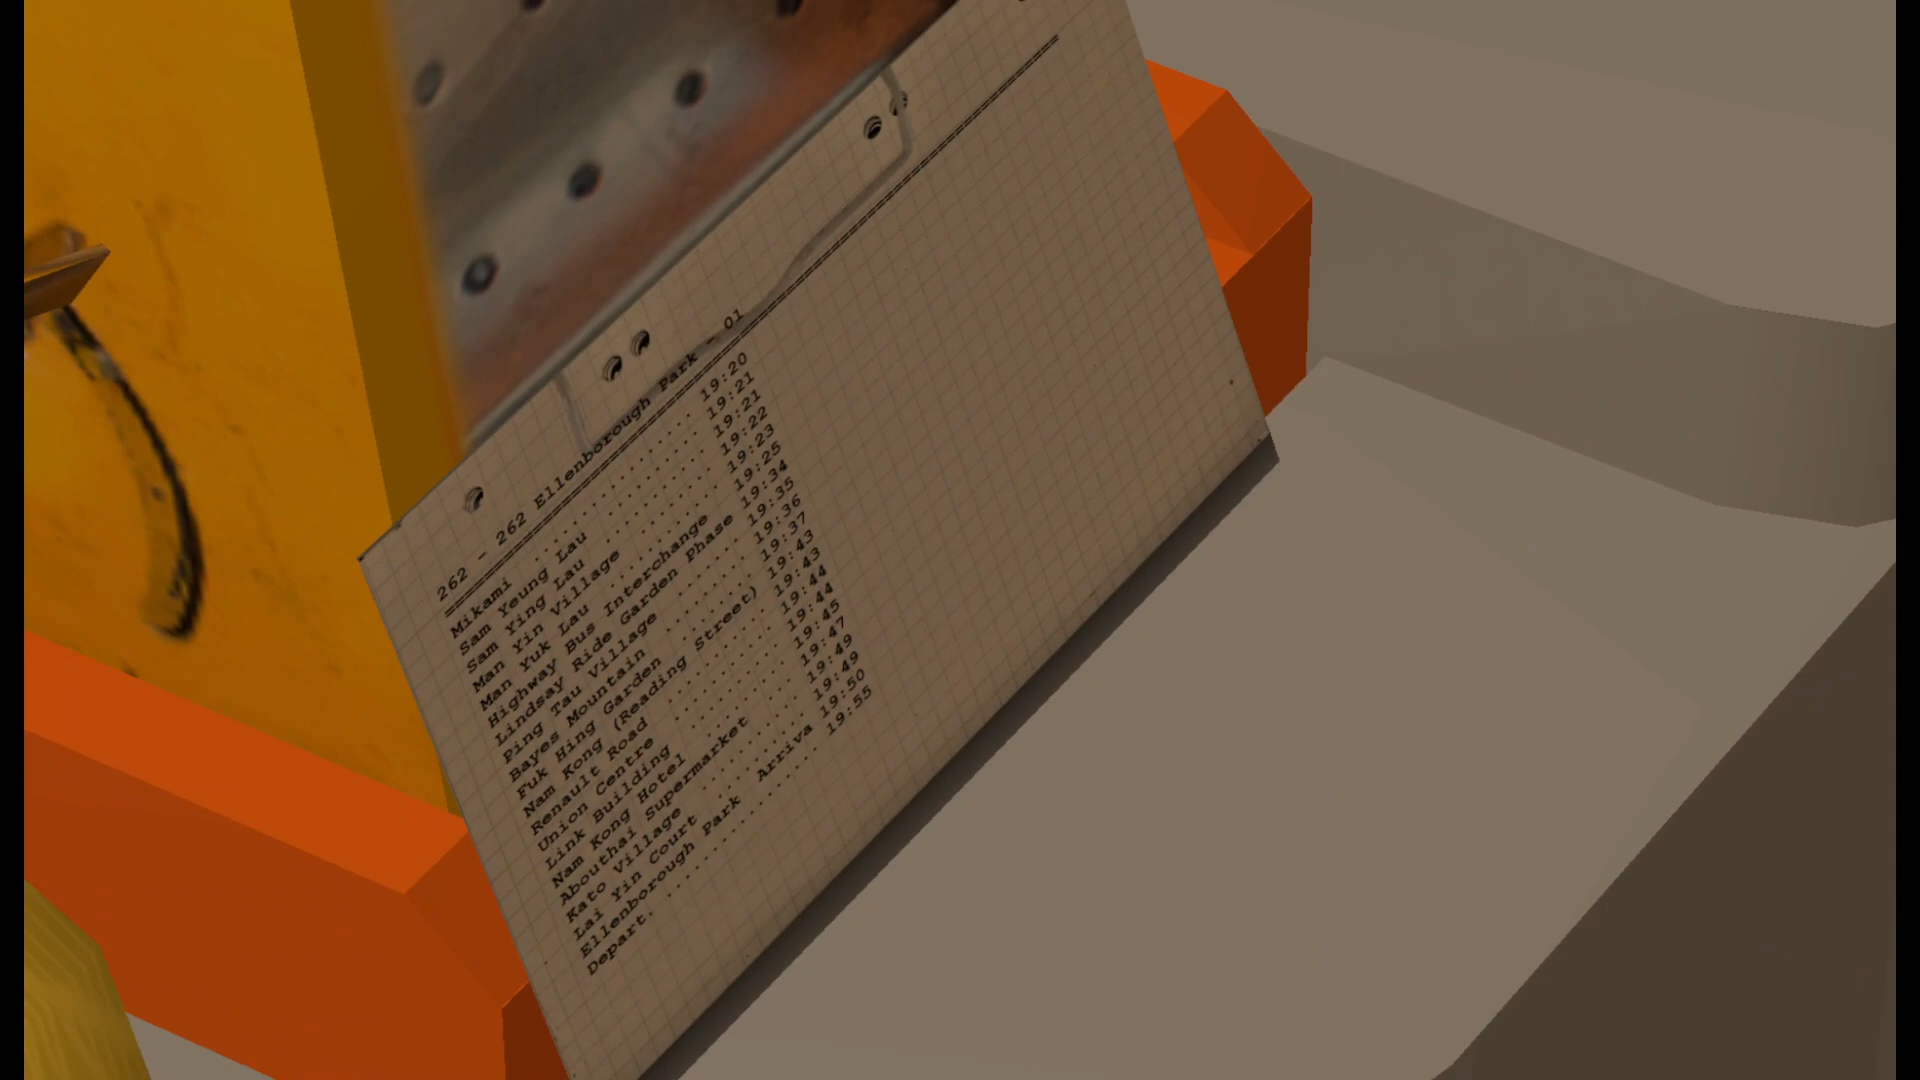 262 - 262 Ellenborough Park - 01
Mikami .................... 19:20
Sam Yeung Lau ............. 19:21
Sam Ying Lau .............. 19:21
Man Yin Village ........... 19:22
Man Yuk Lau ............... 19:23
Highway Bus Interchange 19:25
Lindsay Ride Garden Phase 19:34
Ping Tau Village .......... 19:35
Bayes Mountain ............ 19:36
Fuk Hing Garden ........... 19:37
Nam Kong (Reading Street) 19:43
Renault Road .............. 19:43
Union Centre .............. 19:44
Link Building ............. 19:44
Nam Kong Hotel ............ 19:45
Abouthai Supermarket ...... 19:47
Kato Village .............. 19:49
Lai Yin Court ............. 19:49
Ellenborough Park Arriva 19:50
Depart. ................... 19:55